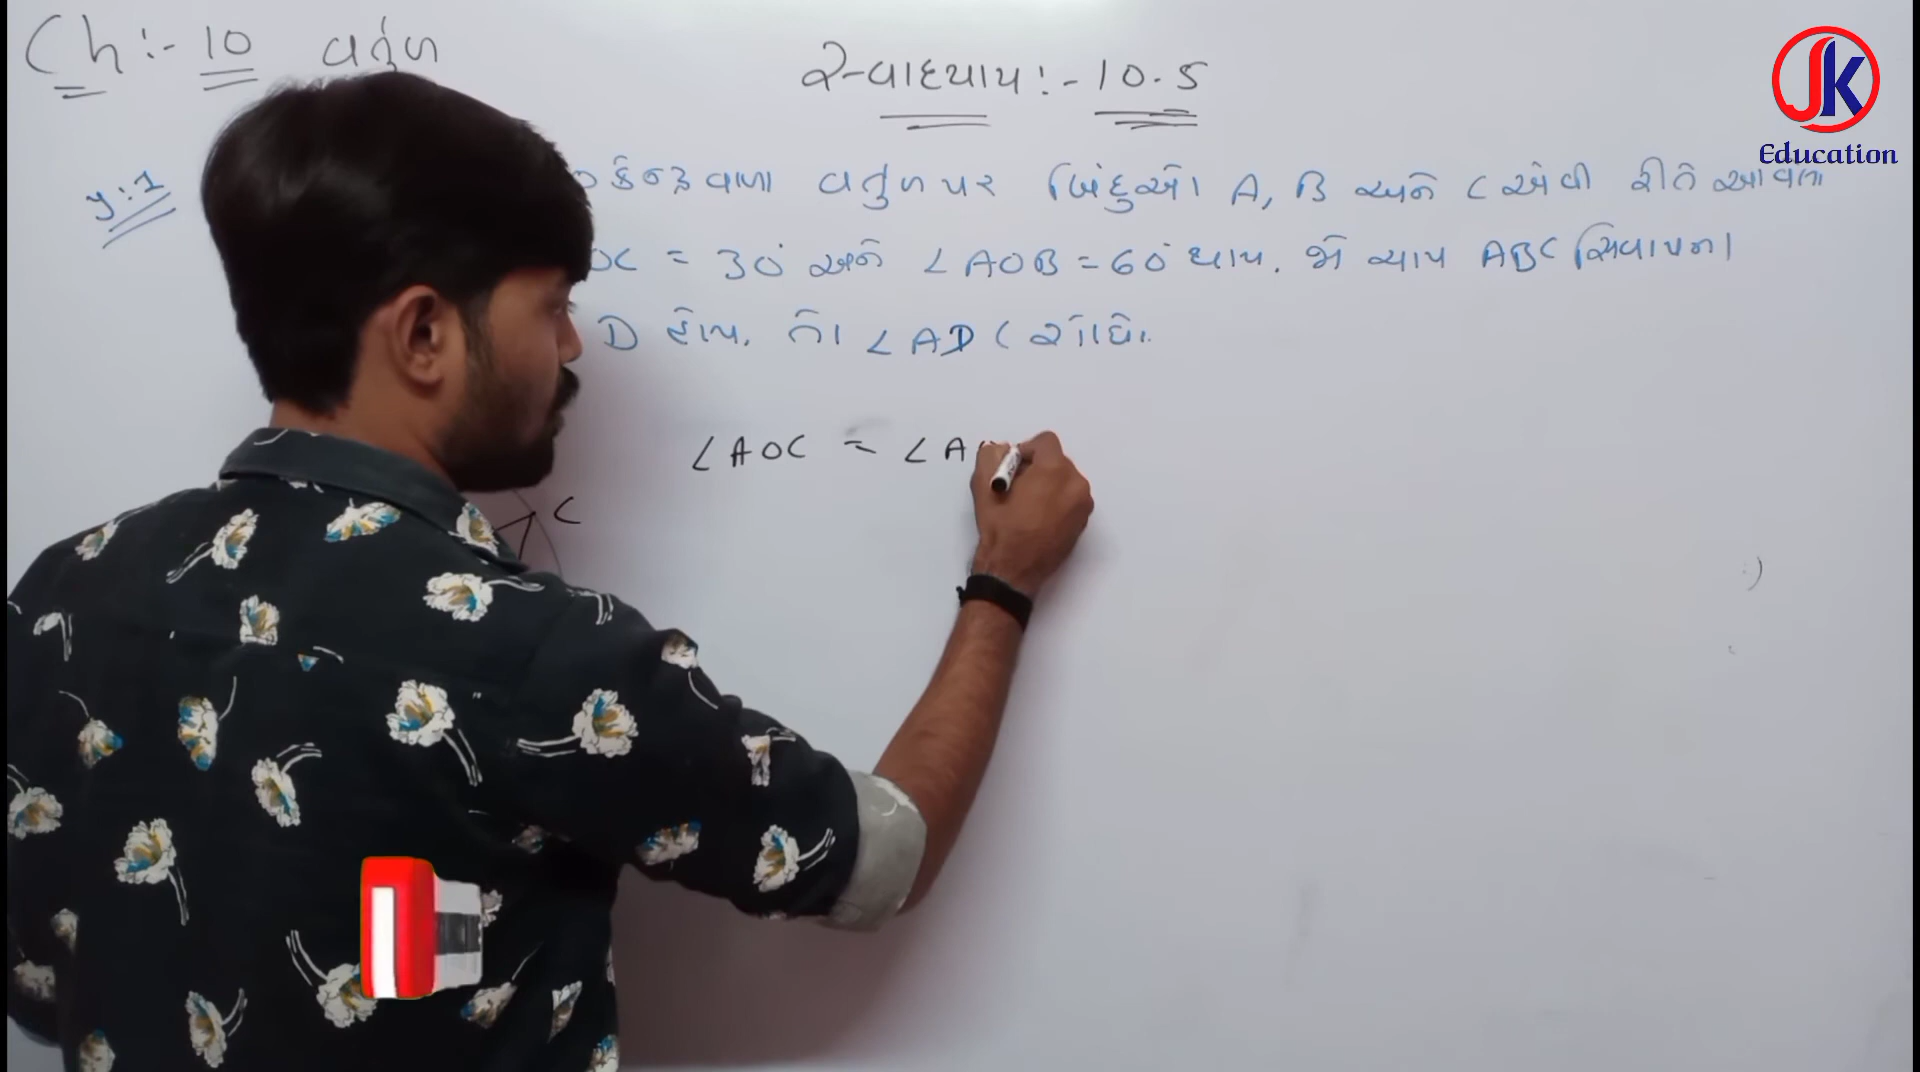 Ch:- 10 વર્તુળ
સ્વાધ્યાય:- 10.5
JK
Education
પ્ર:1
O કેન્દ્રવાળા વર્તુળ પર બિંદુઓ A, B અને C એવી રીતે આવેલા
OC = 30° અને ∠AOB = 60° થાય. જો ચાપ ABC સિવાયના
D હોય, તો ∠ADC શોધો.
∠AOC = ∠A
C